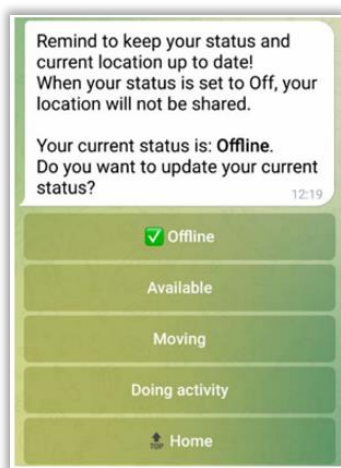 Remind to keep your status and
current location up to date!
When your status is set to Off, your
location will not be shared.
Your current status is: Offline.
Do you want to update your current
status?
12:19
✅ Offline
Available
Moving
Doing activity
🔝 Home